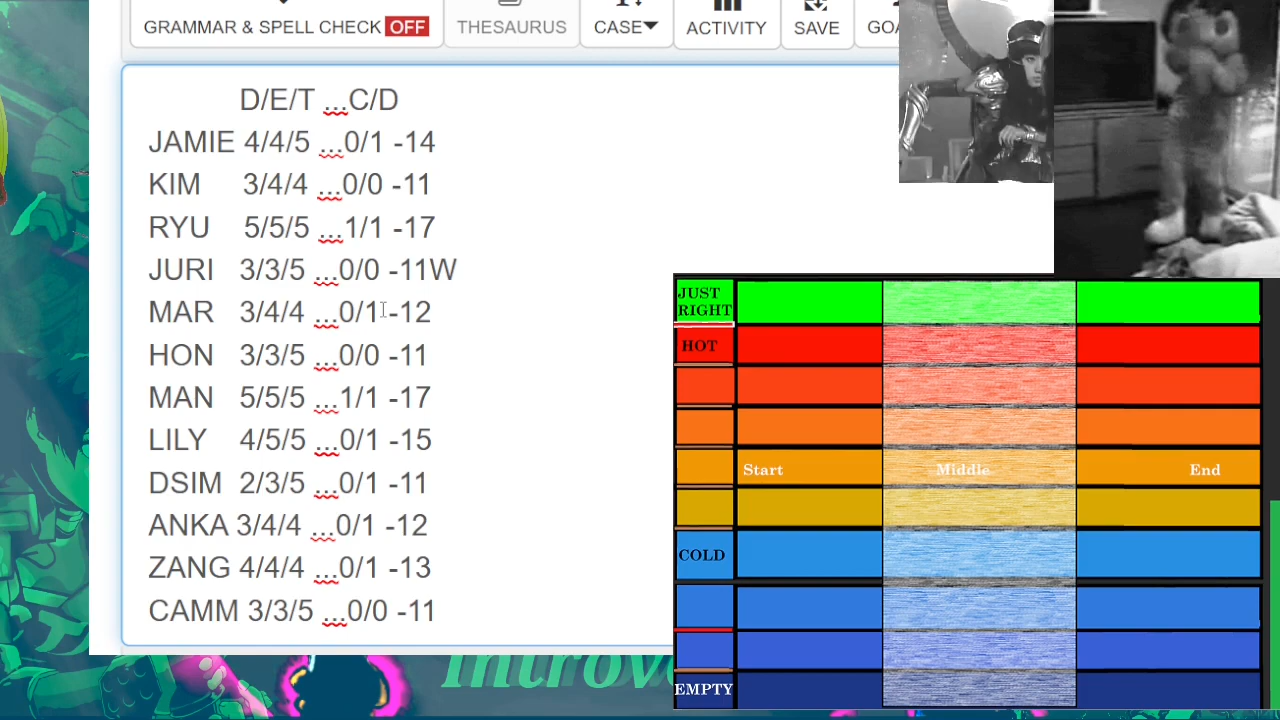 GRAMMAR & SPELL CHECK OFF THESAURUS CASE ACTIVITY SAVE
D/E/T ...C/D
JAMIE 4/4/5 ...0/1 -14
KIM 3/4/4 ...0/0 -11
RYU 5/5/5 ...1/1 -17
JURI 3/3/5 ...0/0 -11W
MAR 3/4/4 ...0/1 -12
HON 3/3/5 ...0/0 -11
MAN 5/5/5 ...1/1 -17
LILY 4/5/5 ...0/1 -15
DSIM 2/3/5 ...0/1 -11
ANKA 3/4/4 ...0/1 -12
ZANG 4/4/4 ...0/1 -13
CAMM 3/3/5 ...0/0 -11
JUST
RIGHT
HOT
Start Middle End
COLD
EMPTY